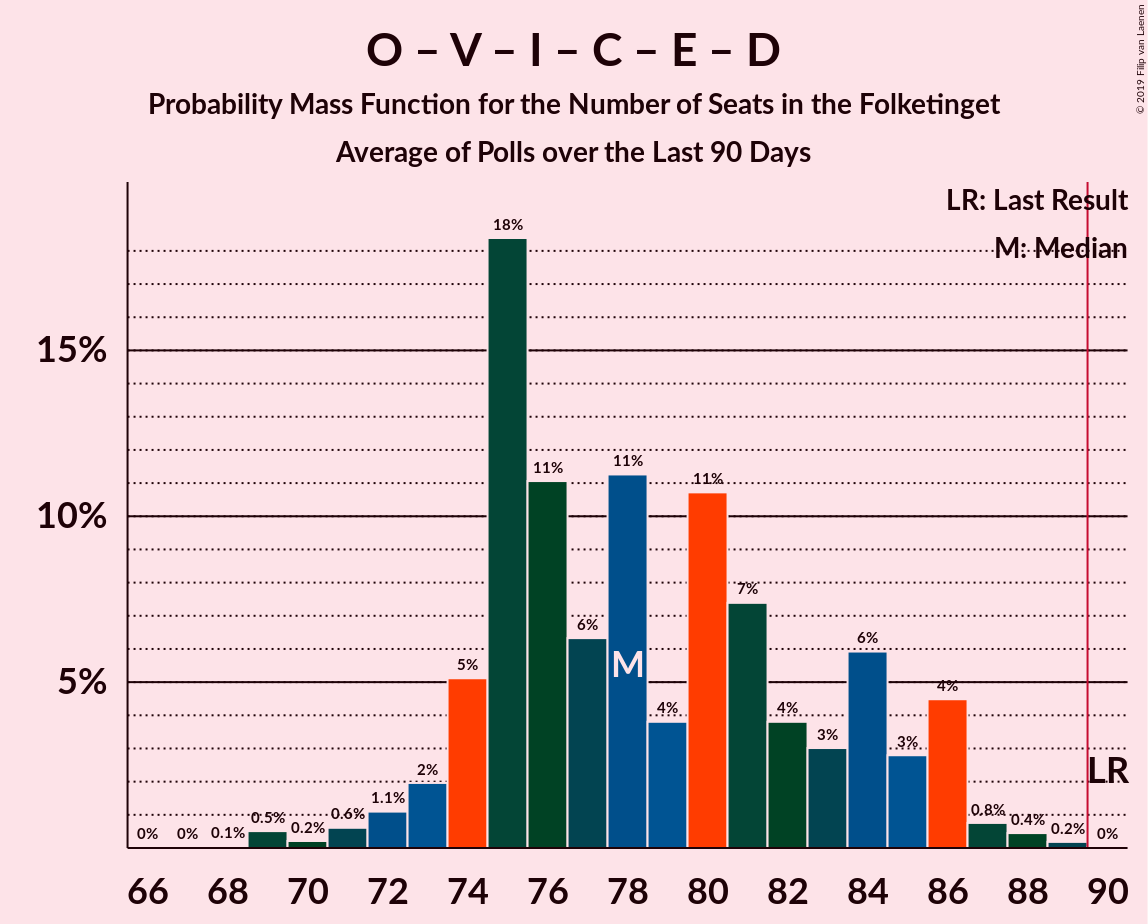 O – V – I – C – E – D
Probability Mass Function for the Number of Seats in the Folketinget
Average of Polls over the Last 90 Days
© 2019 Filip van Laenen
LR: Last Result
M: Median
18%
15%
11% 11% 11%
10%
7%
6% 6%
M
5% 5%
4% 4% 4%
3% 3%
2%
LR
1.1%
0% 0% 0.1% 0.5% 0.2% 0.6% 0.8% 0.4% 0.2% 0%
66 68 70 72 74 76 78 80 82 84 86 88 90